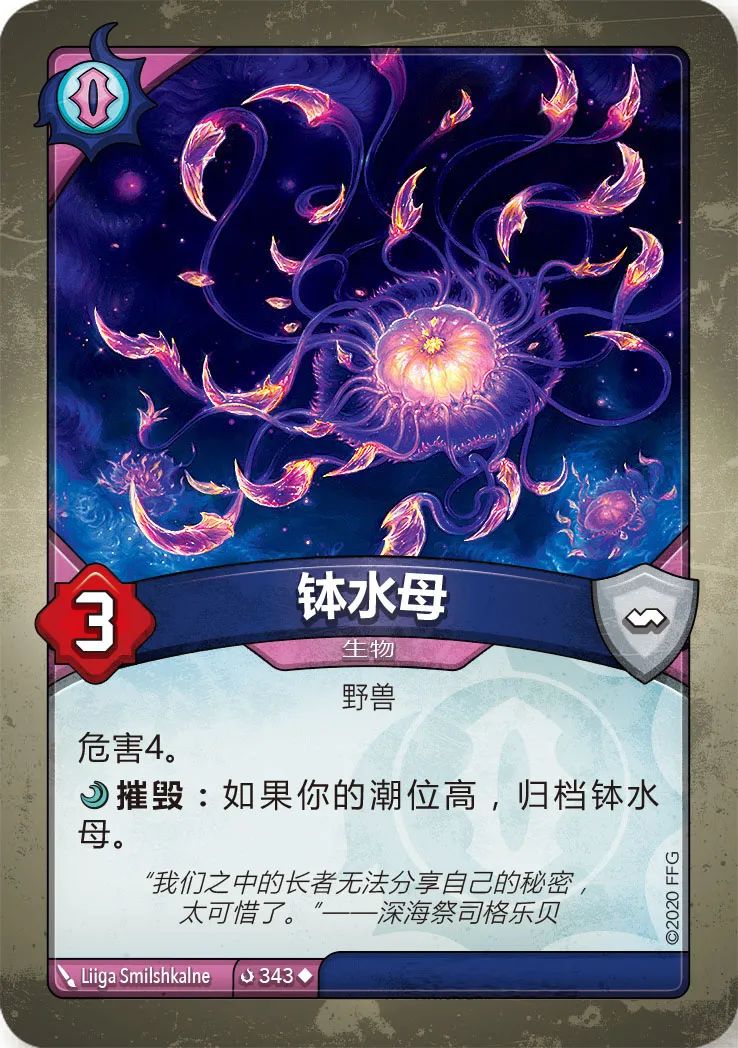 3
钵水母
生物
野兽
危害4。
摧毁：如果你的潮位高，归档钵水
母。
“我们之中的长者无法分享自己的秘密，
太可惜了。”——深海祭司格乐贝
©2020 FFG
Liiga Smilshkalne
343